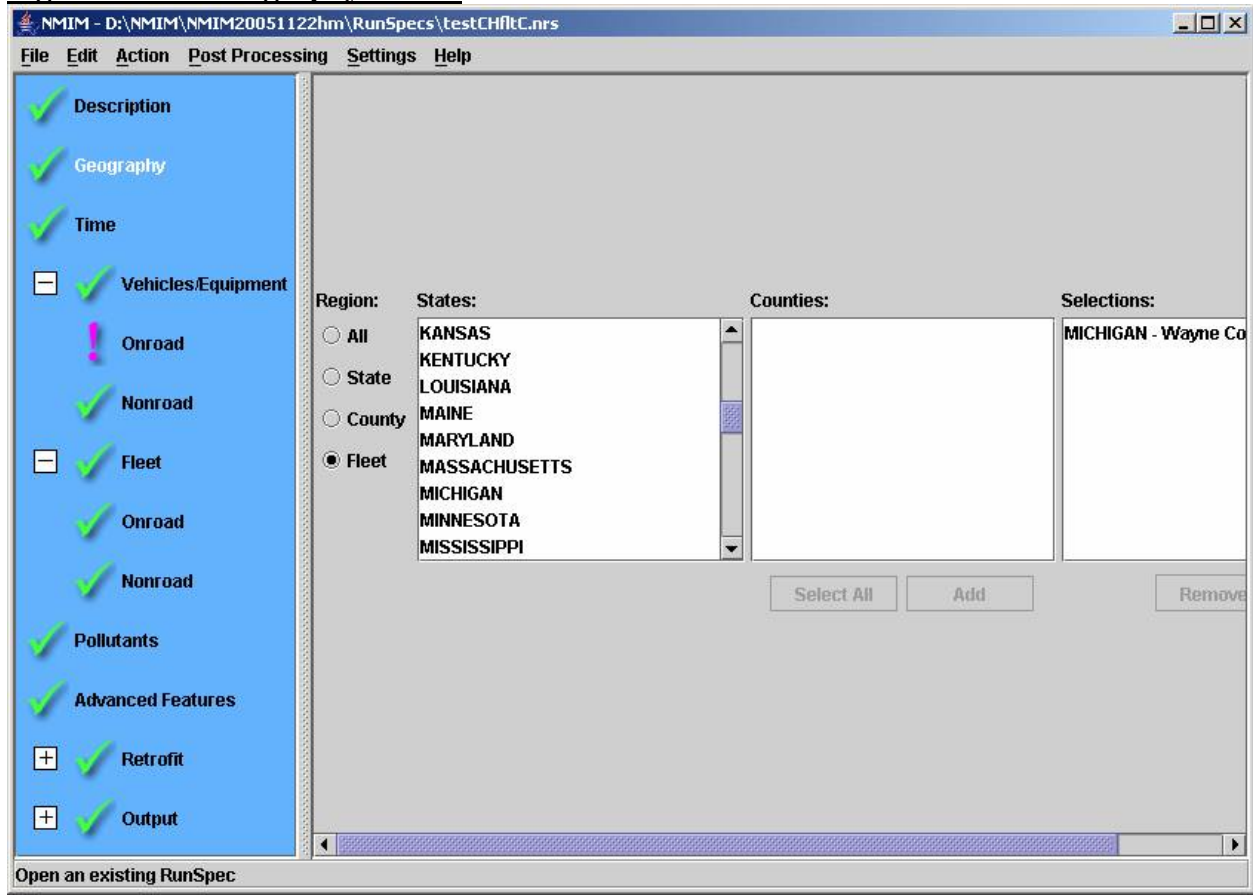 NMIM - D:\NMIM\NMIM20051122hm\RunSpecs\testCHfltC.nrs
File Edit Action Post Processing Settings Help
Description
Geography
Time
Vehicles/Equipment
Onroad
Nonroad
Fleet
Onroad
Nonroad
Pollutants
Advanced Features
Retrofit
Output
Region:
All
State
County
Fleet
States:
KANSAS
KENTUCKY
LOUISIANA
MAINE
MARYLAND
MASSACHUSETTS
MICHIGAN
MINNESOTA
MISSISSIPPI
Counties:
Select All Add
Selections:
MICHIGAN - Wayne Co
Remove
Open an existing RunSpec